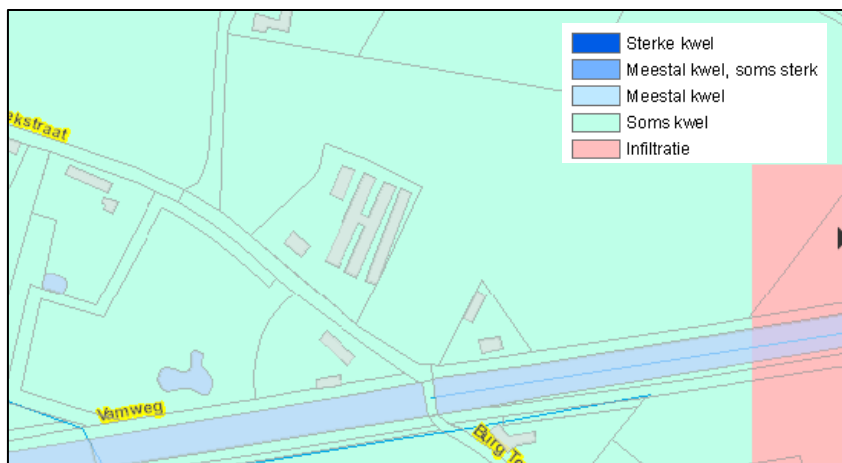 Sterke kwel
Meestal kwel, soms sterk
Meestal kwel
Soms kwel
Infiltratie
ekstraat
Vamweg
Burg Te